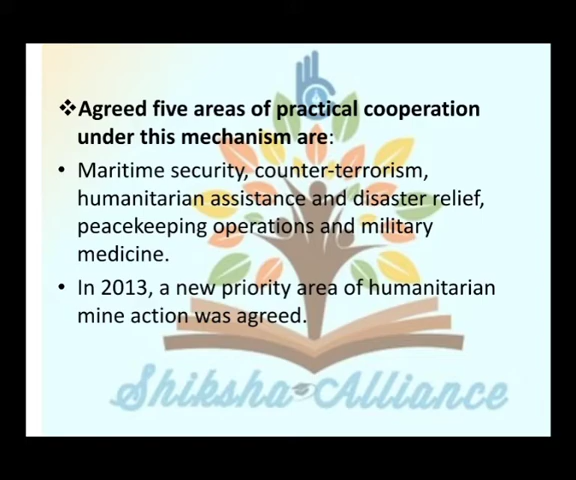 ❖Agreed five areas of practical cooperation
under this mechanism are:
• Maritime security, counter-terrorism,
humanitarian assistance and disaster relief,
peacekeeping operations and military
medicine.
• In 2013, a new priority area of humanitarian
mine action was agreed.
Shiksha Alliance